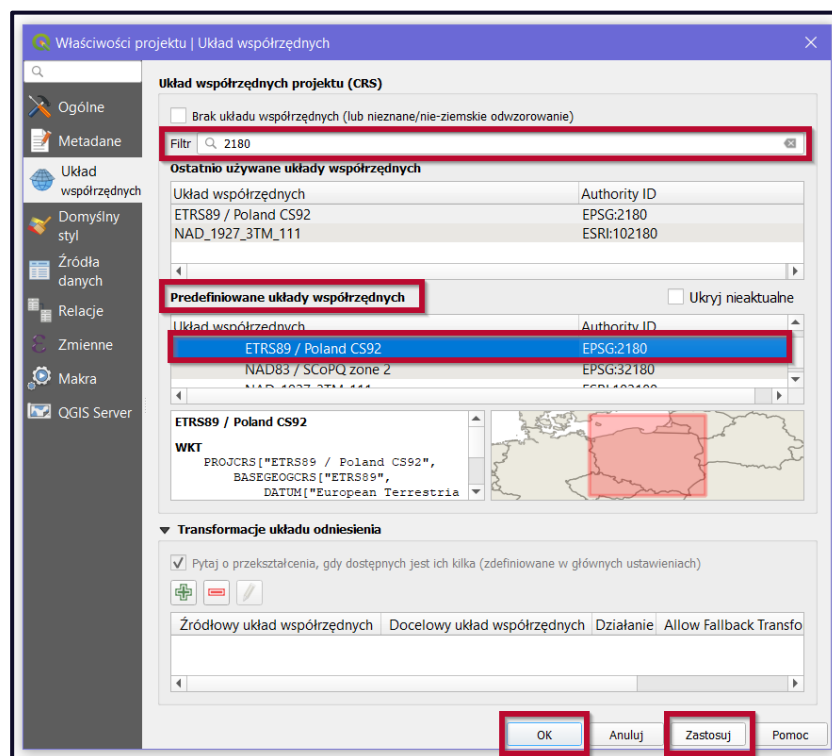 Właściwości projektu | Układ współrzędnych
Ogólne
Metadane
Układ
współrzędnych
Domyślny
styl
Źródła
danych
Relacje
Zmienne
Makra
QGIS Server
Układ współrzędnych projektu (CRS)
Brak układu współrzędnych (lub nieznane/nie-ziemskie odwzorowanie)
Filtr 2180
Ostatnio używane układy współrzędnych
Układ współrzędnych Authority ID
ETRS89 / Poland CS92 EPSG:2180
NAD_1927_3TM_111 ESRI:102180
Predefiniowane układy współrzędnych Ukryj nieaktualne
Układ współrzędnych Authority ID
ETRS89 / Poland CS92 EPSG:2180
NAD83 / SCoPQ zone 2 EPSG:32180
NAD_1927_3TM_111 ESRI:102180
ETRS89 / Poland CS92
WKT
PROJCRS["ETRS89 / Poland CS92",
BASEGEOGCRS["ETRS89",
DATUM["European Terrestria
Transformacje układu odniesienia
Pytaj o przekształcenia, gdy dostępnych jest ich kilka (zdefiniowane w głównych ustawieniach)
Źródłowy układ współrzędnych Docelowy układ współrzędnych Działanie Allow Fallback Transfo
OK Anuluj Zastosuj Pomoc